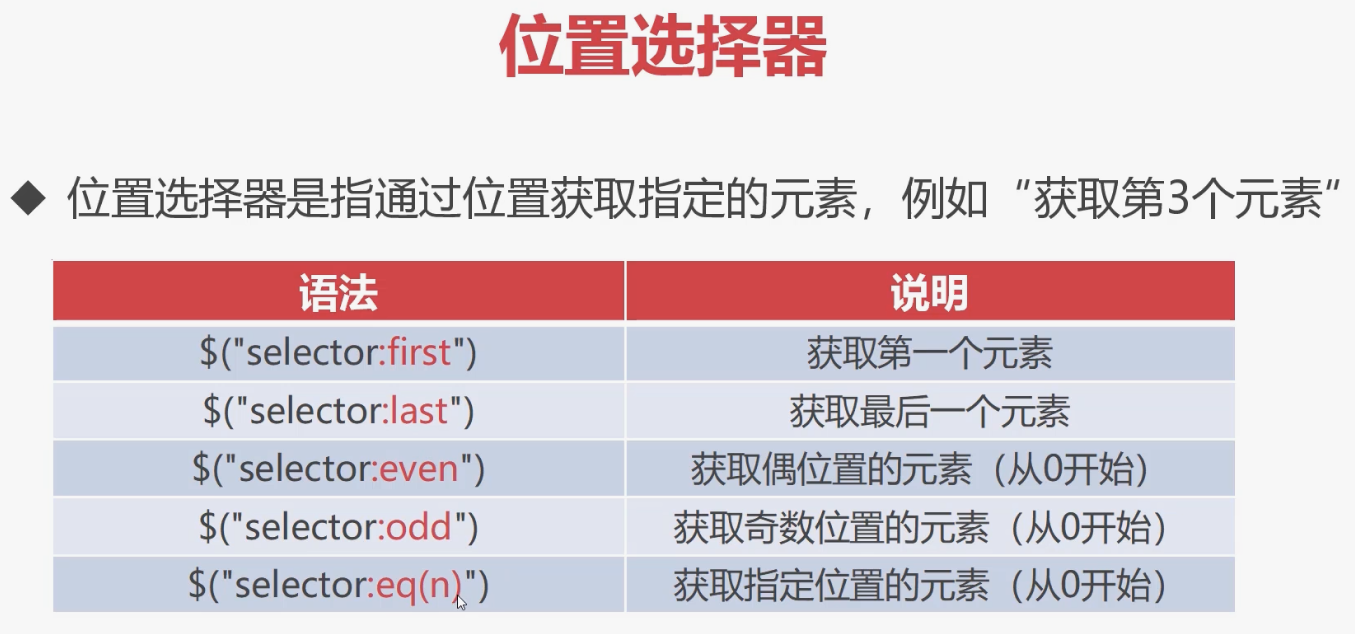 位置选择器
◆ 位置选择器是指通过位置获取指定的元素，例如“获取第3个元素”
语法 说明
$("selector:first") 获取第一个元素
$("selector:last") 获取最后一个元素
$("selector:even") 获取偶位置的元素（从0开始）
$("selector:odd") 获取奇数位置的元素（从0开始）
$("selector:eq(n)") 获取指定位置的元素（从0开始）